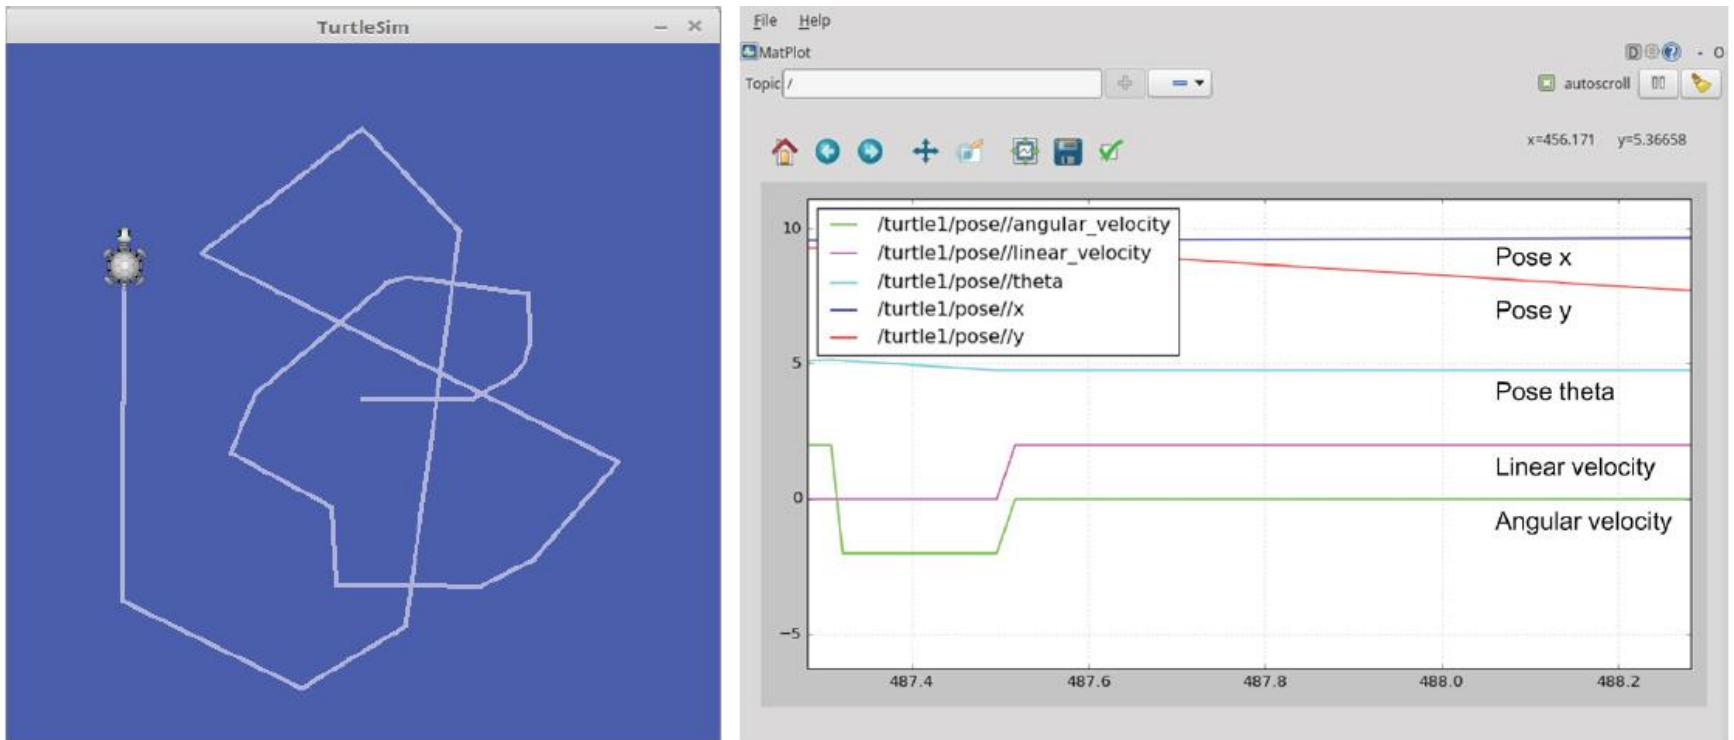 TurtleSim
File Help
MatPlot
D
?
- O
Topic /
autoscroll
x=456.171 y=5.36658
/turtle1/pose//angular_velocity
/turtle1/pose//linear_velocity
/turtle1/pose//theta
/turtle1/pose//x
/turtle1/pose//y
10
5
0
−5
Pose x
Pose y
Pose theta
Linear velocity
Angular velocity
487.4 487.6 487.8 488.0 488.2